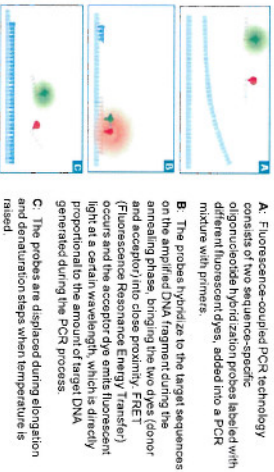 A
A: Fluorescence-coupled PCR technology
consists of two sequence-specific
oligonucleotide hybridization probes labeled with
different fluorescent dyes, added into a PCR
mixture with primers.
B
B: The probes hybridize to the target sequences
on the amplified DNA fragment during the
annealing phase, bringing the two dyes (donor
and acceptor) into close proximity. FRET
(Fluorescence Resonance Energy Transfer)
occurs and the acceptor dye emits fluorescent
light at a certain wavelength, which is directly
proportional to the amount of target DNA
generated during the PCR process.
C
C: The probes are displaced during elongation
and denaturation steps when temperature is
raised.